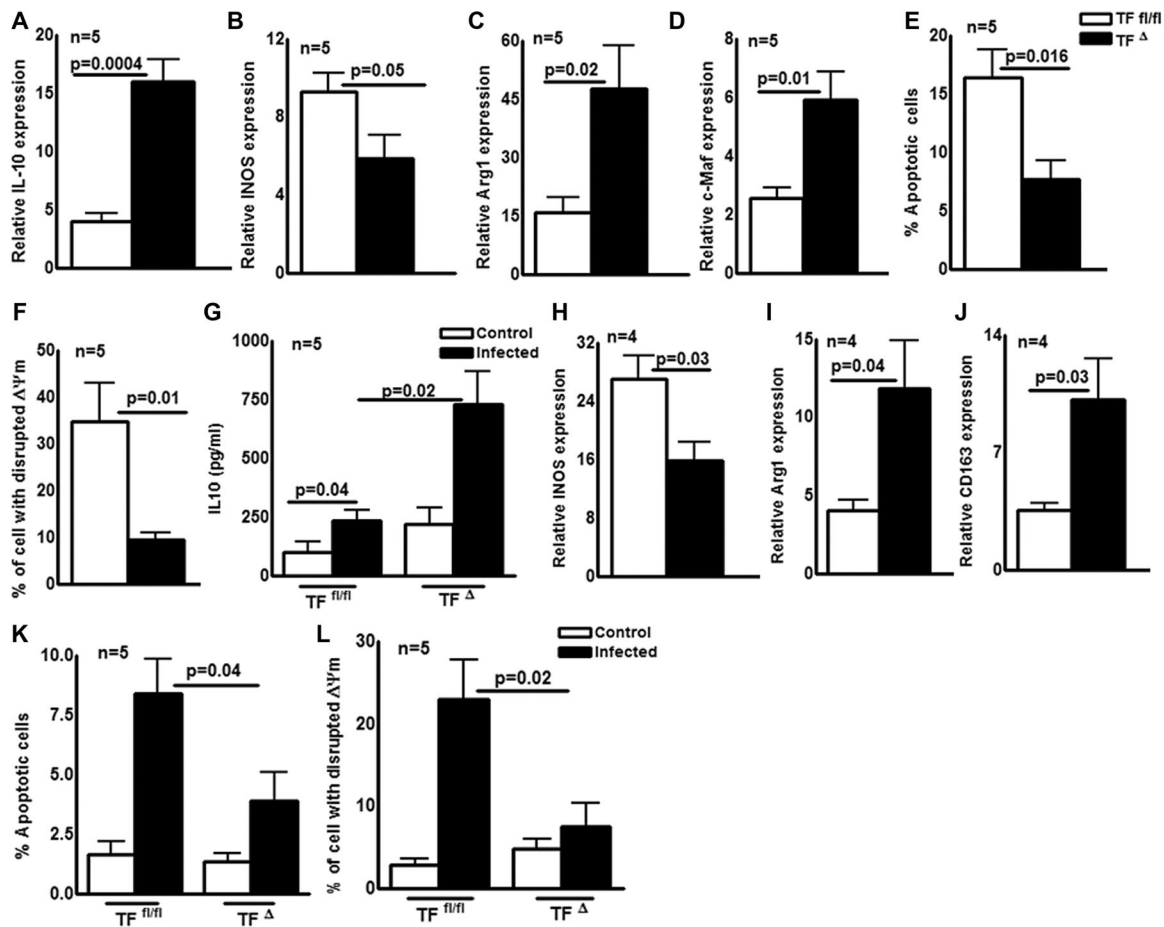 A
n=5
p=0.0004
Relative IL-10 expression
20
15
10
5
0
B
n=5
p=0.05
Relative INOS expression
12
9
6
3
0
C
n=5
p=0.02
Relative Arg1 expression
60
45
30
15
0
D
n=5
p=0.01
Relative c-Maf expression
8
6
4
2
0
E
TF fl/fl
TF Δ
n=5
p=0.016
% Apoptotic cells
20
15
10
5
0
F
n=5
p=0.01
% of cell with disrupted ΔΨm
50
40
30
20
10
0
G
Control
Infected
n=5
p=0.04
p=0.02
IL10 (pg/ml)
1000
750
500
250
0
TF fl/fl
TF Δ
H
n=4
p=0.03
Relative INOS expression
32
28
16
4
0
I
n=4
p=0.04
Relative Arg1 expression
15
10
5
0
J
n=4
p=0.03
Relative CD163 expression
14
7
0
K
n=5
p=0.04
% Apoptotic cells
10.0
7.5
5.0
2.5
0.0
TF fl/fl
TF Δ
L
Control
Infected
n=5
p=0.02
% of cell with disrupted ΔΨm
30
20
10
0
TF fl/fl
TF Δ